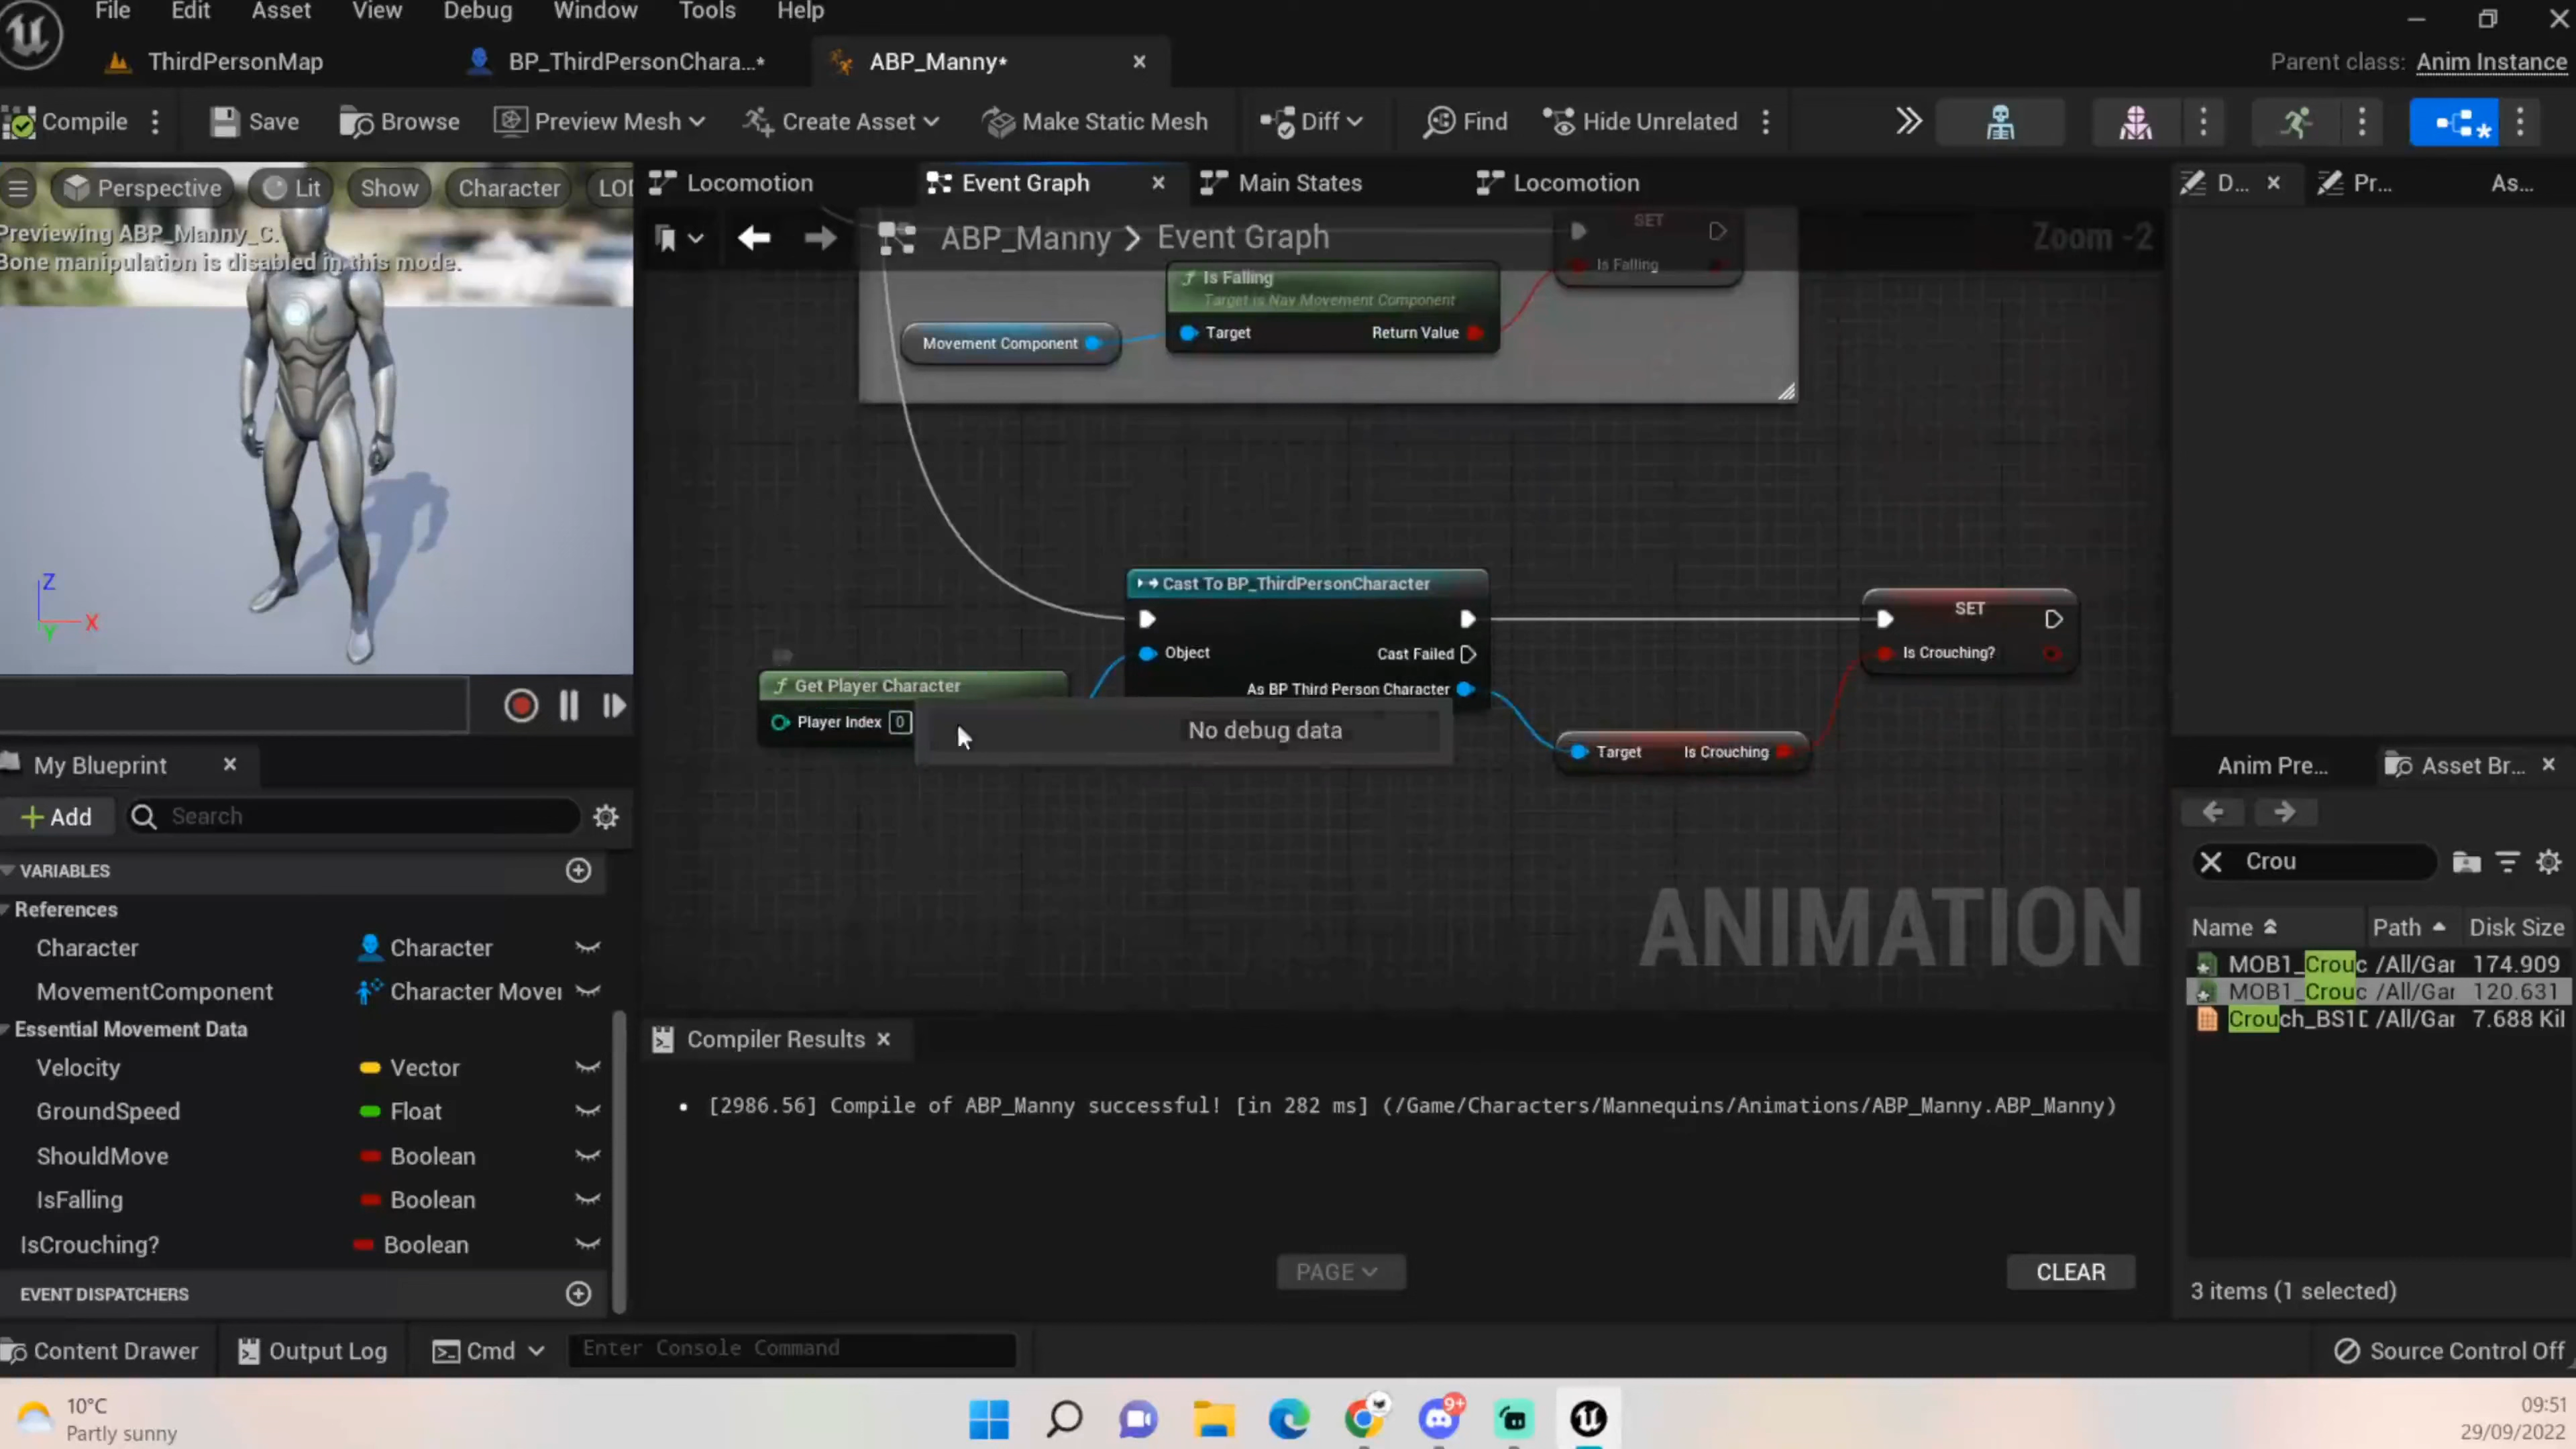 File Edit Asset View Debug Window Tools Help
ThirdPersonMap BP_ThirdPersonChara...* ABP_Manny* Parent class: Anim Instance
Compile Save Browse Preview Mesh Create Asset Make Static Mesh Diff Find Hide Unrelated
Perspective Lit Show Character LOD
Previewing ABP_Manny_C.
Bone manipulation is disabled in this mode.
Z
X
Y
Locomotion Event Graph Main States Locomotion D... Pr... As...
ABP_Manny > Event Graph Zoom -2
SET
Is Falling
Is Falling
Target is Nav Movement Component
Target Return Value
Movement Component
Cast To BP_ThirdPersonCharacter
Object Cast Failed
As BP Third Person Character
SET
Is Crouching?
Get Player Character
Player Index 0
No debug data
Target Is Crouching
ANIMATION
My Blueprint
Add Search
VARIABLES
References
Character Character
MovementComponent Character Mover
Essential Movement Data
Velocity Vector
GroundSpeed Float
ShouldMove Boolean
IsFalling Boolean
IsCrouching? Boolean
EVENT DISPATCHERS
Compiler Results
[2986.56] Compile of ABP_Manny successful! [in 282 ms] (/Game/Characters/Mannequins/Animations/ABP_Manny.ABP_Manny)
PAGE CLEAR
Anim Pre... Asset Br...
Crou
Name Path Disk Size
MOB1_Crouc /All/Gar 174.909
MOB1_Crouc /All/Gar 120.631
Crouch_BS1D /All/Gar 7.688 Kil
3 items (1 selected)
Content Drawer Output Log Cmd Enter Console Command Source Control Off
10°C
Partly sunny
9+
09:51
29/09/2022